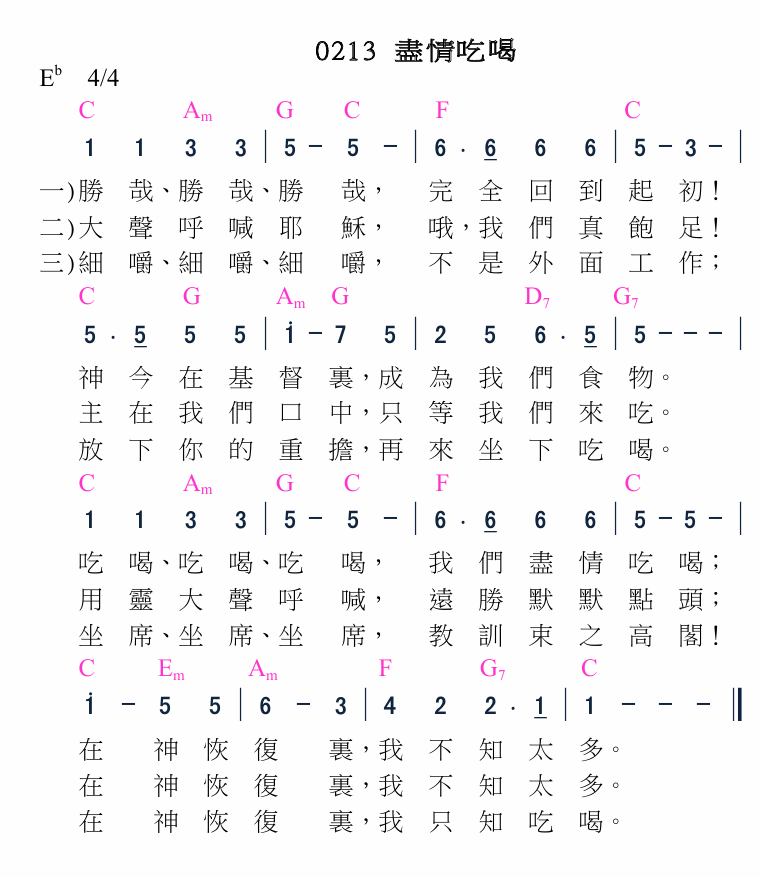 0213 盡情吃喝
E♭ 4/4
C Am G C F C
1 1 3 3 | 5 – 5 – | 6 . 6 6 6 | 5 – 3 – |
一)勝哉、勝哉、勝哉，完全回到起初！
二)大聲呼喊耶穌，哦，我們真飽足！
三)細嚼、細嚼、細嚼，不是外面工作；
C G Am G D7 G7
5 . 5 5 5 | i – 7 5 | 2 5 6 . 5 | 5 – – – |
神今在基督裏，成為我們食物。
主在我們口中，只等我們來吃。
放下你的重擔，再來坐下吃喝。
C Am G C F C
1 1 3 3 | 5 – 5 – | 6 . 6 6 6 | 5 – 5 – |
吃喝、吃喝、吃喝，我們盡情吃喝；
用靈大聲呼喊，遠勝默默點頭；
坐席、坐席、坐席，教訓束之高閣！
C Em Am F G7 C
i – 5 5 | 6 – 3 | 4 2 2 . 1 | 1 – – – ||
在神恢復裏，我不知太多。
在神恢復裏，我不知太多。
在神恢復裏，我只知吃喝。